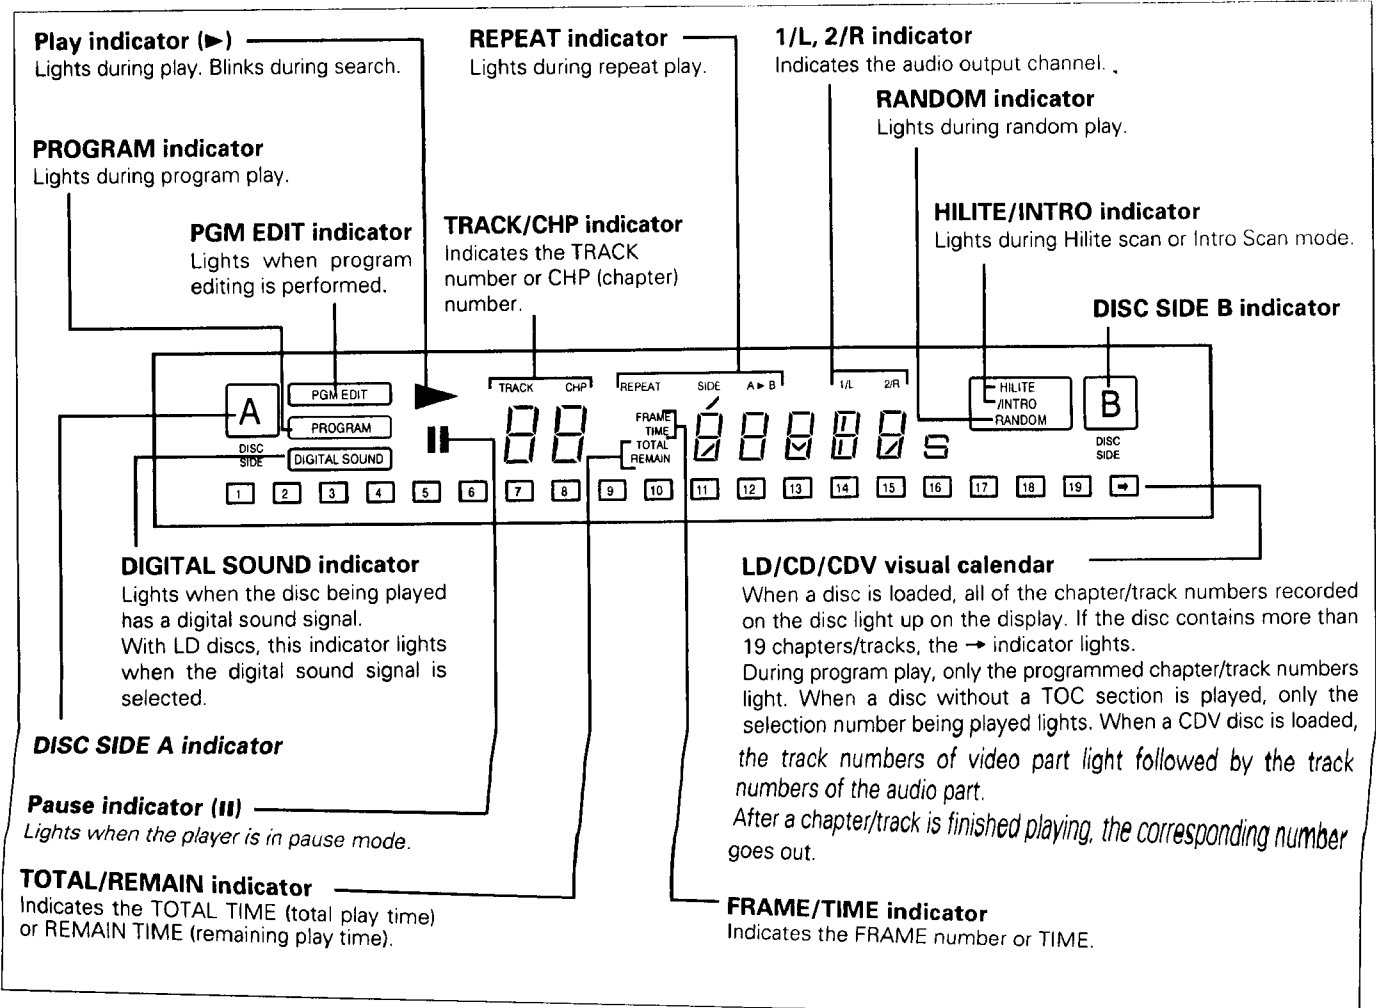 Play indicator (►)
Lights during play. Blinks during search.
REPEAT indicator
Lights during repeat play.
1/L, 2/R indicator
Indicates the audio output channel.
RANDOM indicator
Lights during random play.
PROGRAM indicator
Lights during program play.
PGM EDIT indicator
Lights when program
editing is performed.
TRACK/CHP indicator
Indicates the TRACK
number or CHP (chapter)
number.
HILITE/INTRO indicator
Lights during Hilite scan or Intro Scan mode.
DISC SIDE B indicator
A
DISC
SIDE
PGM EDIT
PROGRAM
DIGITAL SOUND
TRACK CHP
REPEAT SIDE A►B
1/L 2/R
FRAME
TIME
TOTAL
REMAIN
S
HILITE
/INTRO
RANDOM
B
DISC
SIDE
1 2 3 4 5 6 7 8 9 10 11 12 13 14 15 16 17 18 19 →
DIGITAL SOUND indicator
Lights when the disc being played
has a digital sound signal.
With LD discs, this indicator lights
when the digital sound signal is
selected.
DISC SIDE A indicator
Pause indicator (II)
Lights when the player is in pause mode.
TOTAL/REMAIN indicator
Indicates the TOTAL TIME (total play time)
or REMAIN TIME (remaining play time).
LD/CD/CDV visual calendar
When a disc is loaded, all of the chapter/track numbers recorded
on the disc light up on the display. If the disc contains more than
19 chapters/tracks, the → indicator lights.
During program play, only the programmed chapter/track numbers
light. When a disc without a TOC section is played, only the
selection number being played lights. When a CDV disc is loaded,
the track numbers of video part light followed by the track
numbers of the audio part.
After a chapter/track is finished playing, the corresponding number
goes out.
FRAME/TIME indicator
Indicates the FRAME number or TIME.